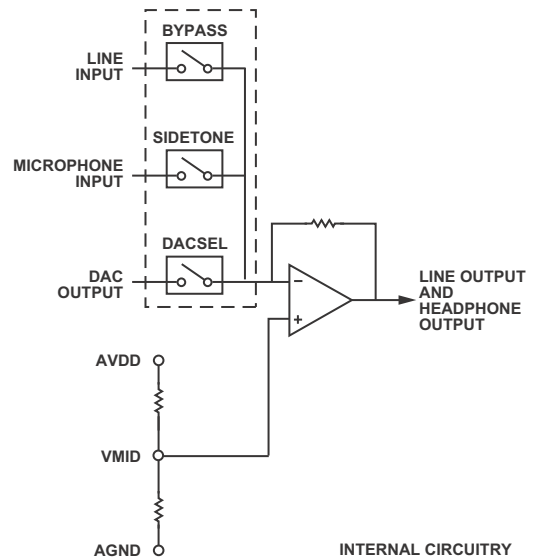 BYPASS
LINE
INPUT
SIDETONE
MICROPHONE
INPUT
DACSEL
DAC
OUTPUT
−
+
LINE OUTPUT
AND
HEADPHONE
OUTPUT
AVDD
VMID
AGND
INTERNAL CIRCUITRY